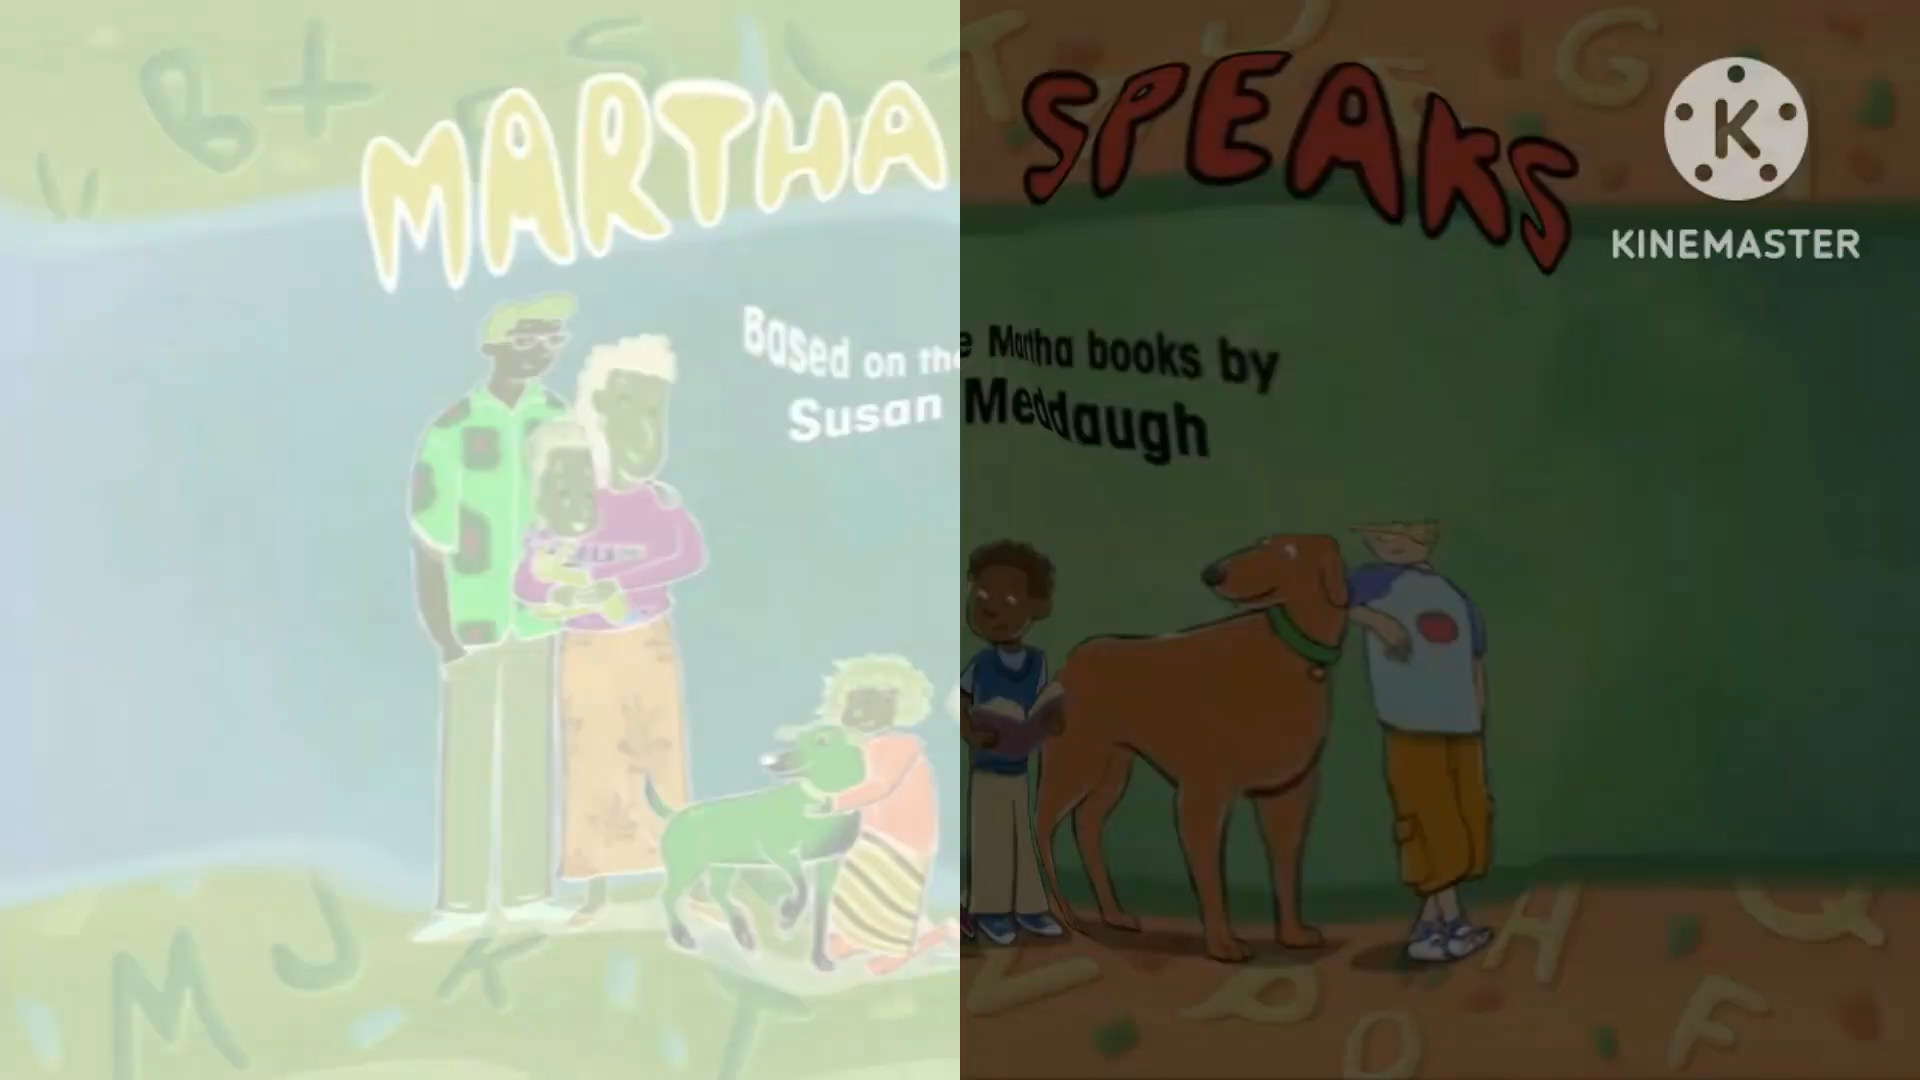 MARTHA SPEAKS
K
KINEMASTER
Based on the Martha books by
Susan Meddaugh
B + S U T U G
V
M J K V P O H F Q